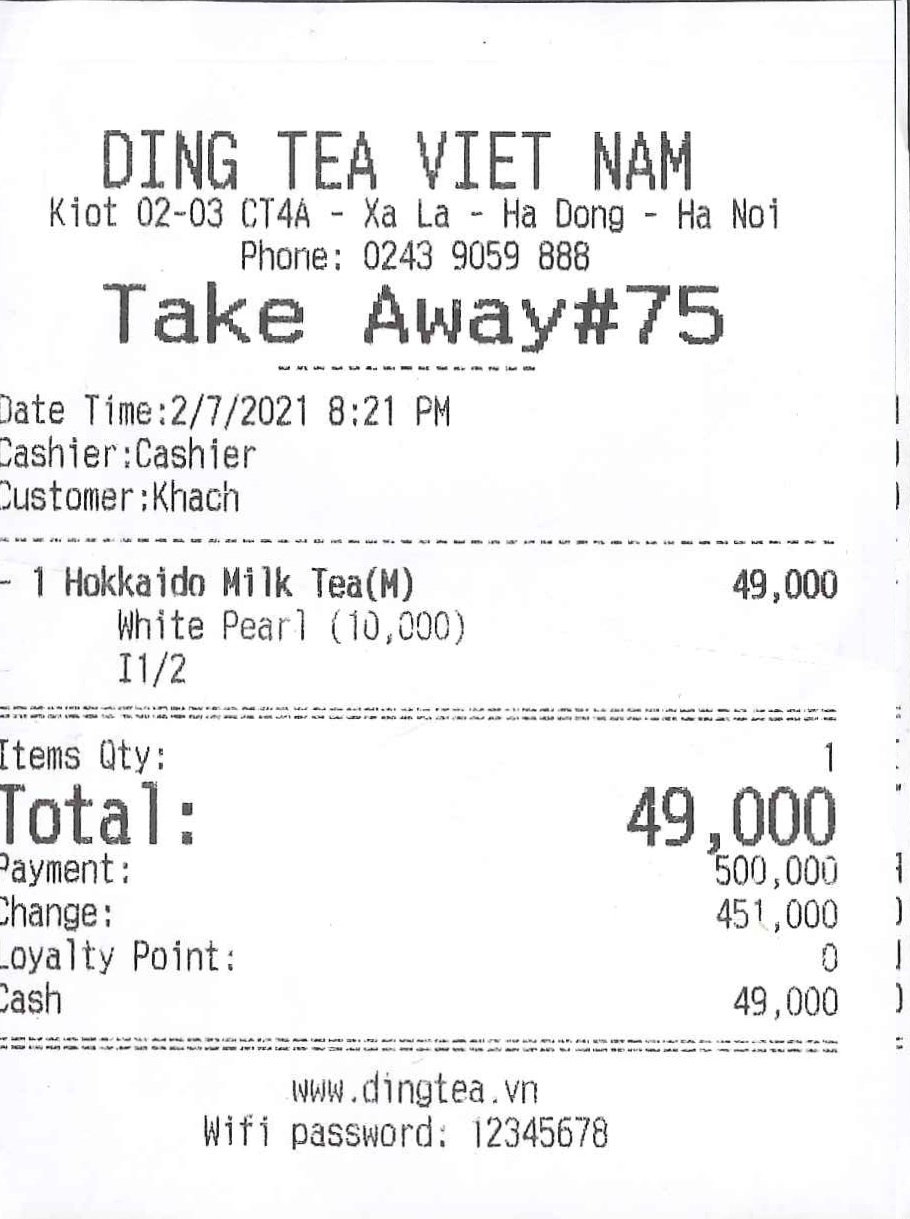 DING TEA VIET NAM
Kiot 02-03 CT4A - Xa La - Ha Dong - Ha Noi
Phone: 0243 9059 888
Take Away#75
Date Time:2/7/2021 8:21 PM
Cashier:Cashier
Customer:Khach
- 1 Hokkaido Milk Tea(M) 49,000
White Pearl (10,000)
I1/2
Items Qty: 1
Total: 49,000
Payment: 500,000
Change: 451,000
Loyalty Point: 0
Cash 49,000
www.dingtea.vn
Wifi password: 12345678